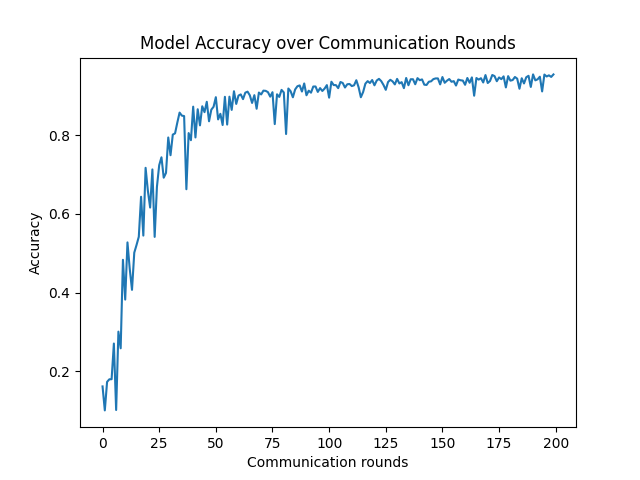 Model Accuracy over Communication Rounds
Accuracy
0.8
0.6
0.4
0.2
0 25 50 75 100 125 150 175 200
Communication rounds